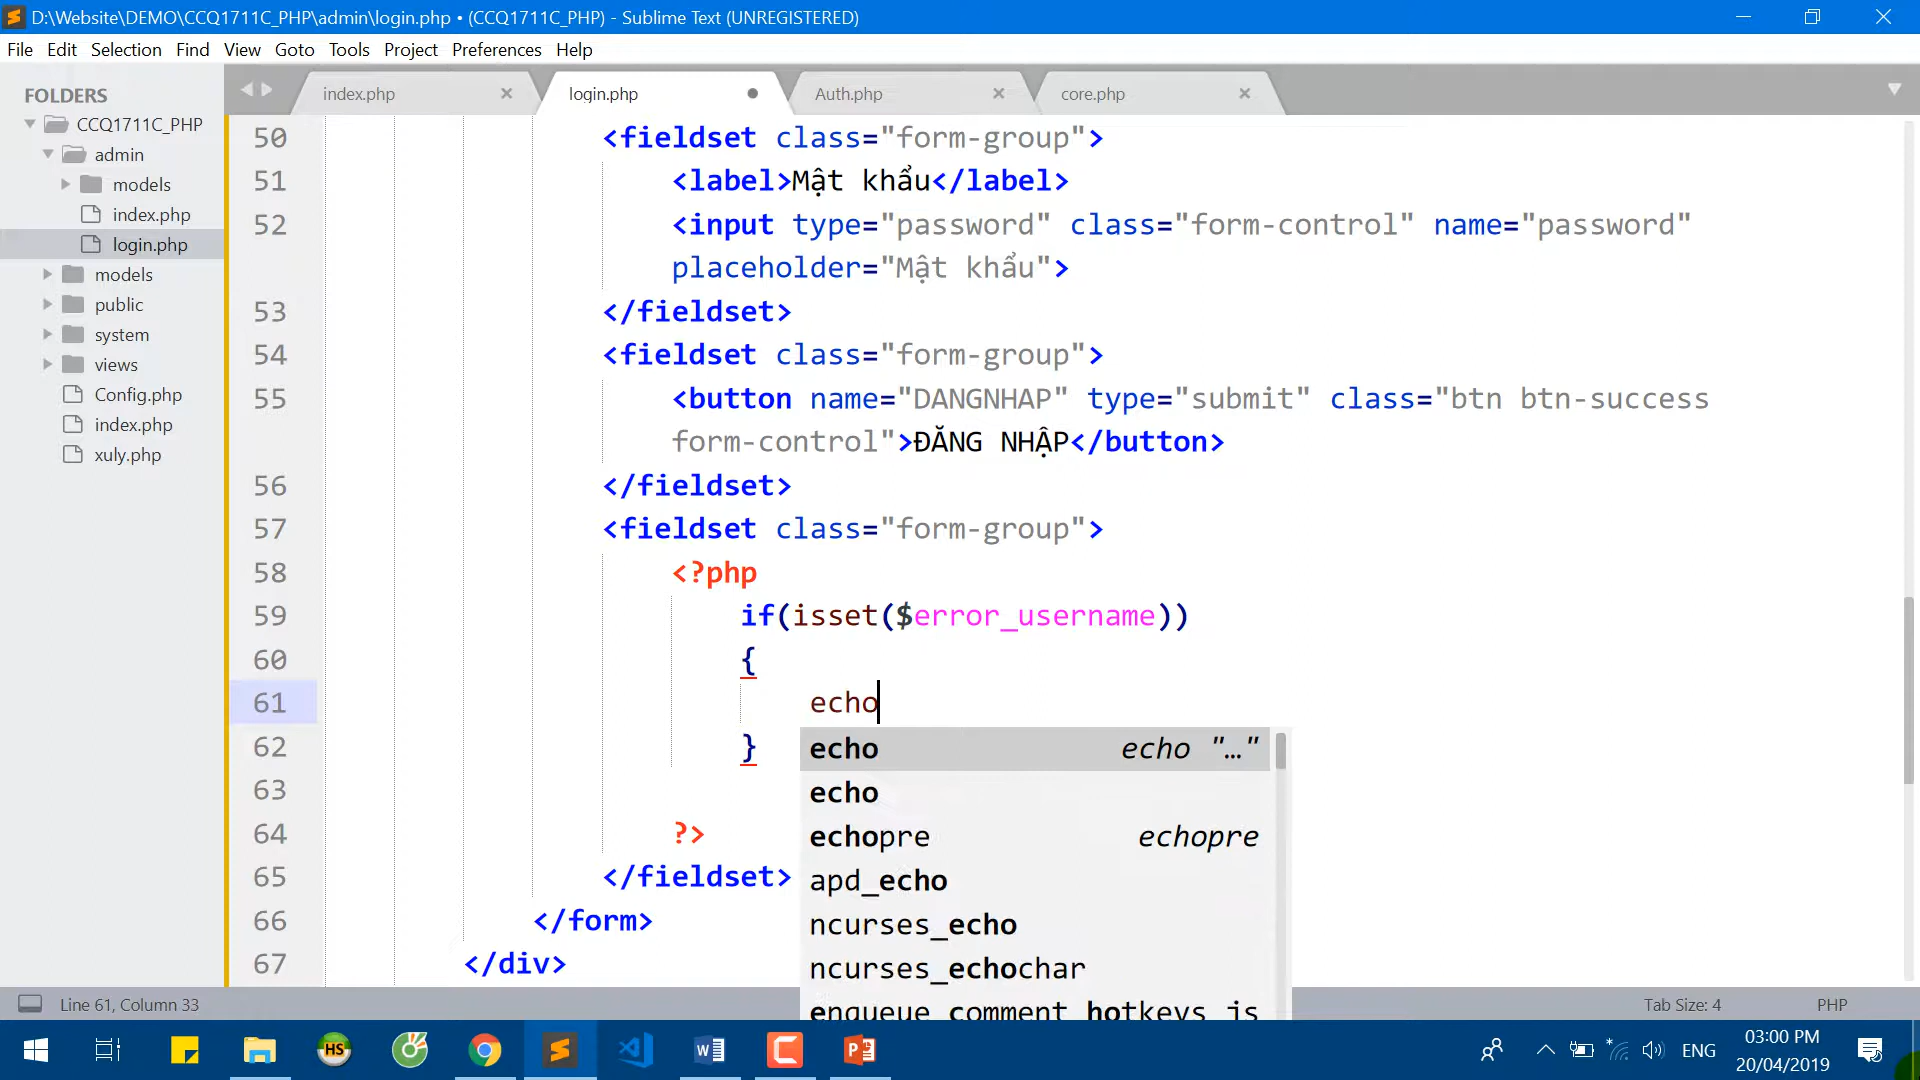 D:\Website\DEMO\CCQ1711C_PHP\admin\login.php • (CCQ1711C_PHP) - Sublime Text (UNREGISTERED)
File Edit Selection Find View Goto Tools Project Preferences Help
FOLDERS
CCQ1711C_PHP
admin
models
index.php
login.php
models
public
system
views
Config.php
index.php
xuly.php
index.php login.php Auth.php core.php
50 <fieldset class="form-group">
51 <label>Mật khẩu</label>
52 <input type="password" class="form-control" name="password"
placeholder="Mật khẩu">
53 </fieldset>
54 <fieldset class="form-group">
55 <button name="DANGNHAP" type="submit" class="btn btn-success
form-control">ĐĂNG NHẬP</button>
56 </fieldset>
57 <fieldset class="form-group">
58 <?php
59 if(isset($error_username))
60 {
61 echo
62 }
63
64 ?>
65 </fieldset>
66 </form>
67 </div>
echo echo "…"
echo
echopre echopre
apd_echo
ncurses_echo
ncurses_echochar
enqueue_comment_hotkeys_js
Line 61, Column 33 Tab Size: 4 PHP
HS
ENG
03:00 PM
20/04/2019